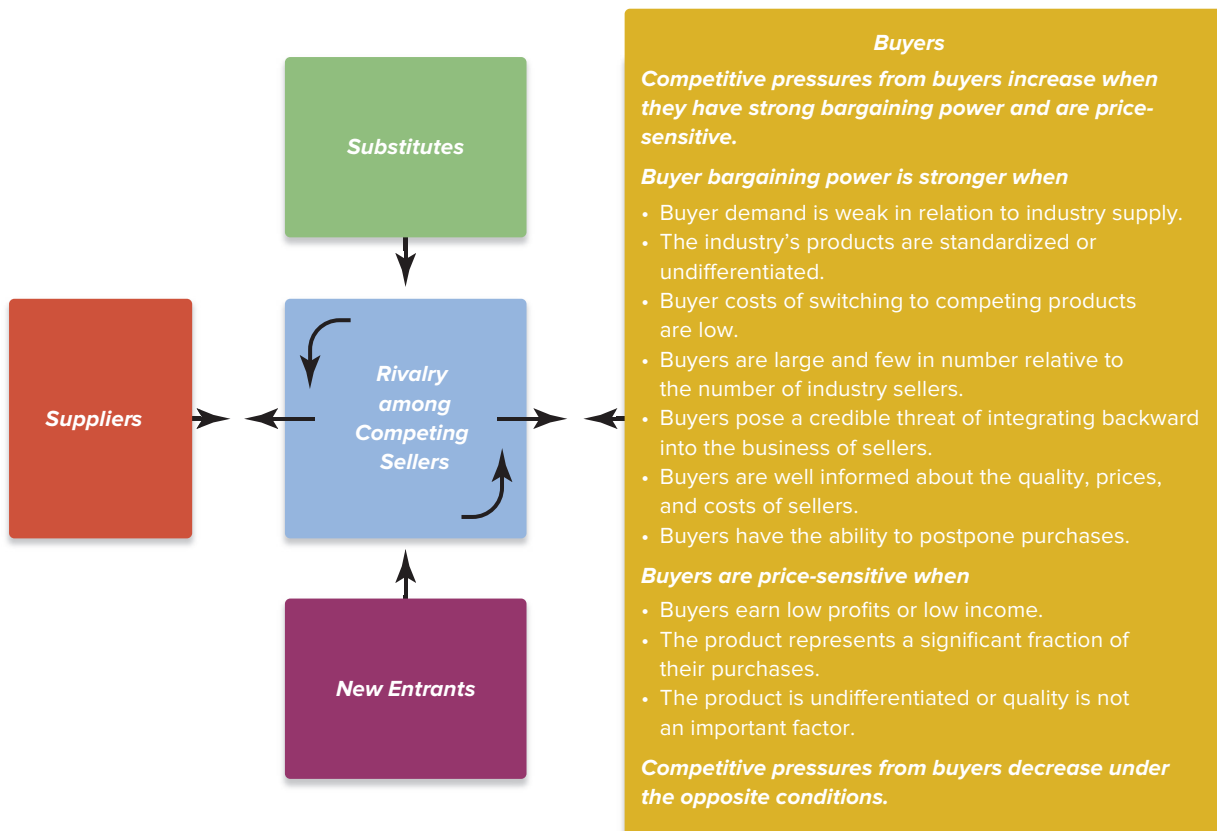 Substitutes
Suppliers
Rivalry
among
Competing
Sellers
New Entrants
Buyers
Competitive pressures from buyers increase when
they have strong bargaining power and are price-
sensitive.
Buyer bargaining power is stronger when
• Buyer demand is weak in relation to industry supply.
• The industry’s products are standardized or
undifferentiated.
• Buyer costs of switching to competing products
are low.
• Buyers are large and few in number relative to
the number of industry sellers.
• Buyers pose a credible threat of integrating backward
into the business of sellers.
• Buyers are well informed about the quality, prices,
and costs of sellers.
• Buyers have the ability to postpone purchases.
Buyers are price-sensitive when
• Buyers earn low profits or low income.
• The product represents a significant fraction of
their purchases.
• The product is undifferentiated or quality is not
an important factor.
Competitive pressures from buyers decrease under
the opposite conditions.